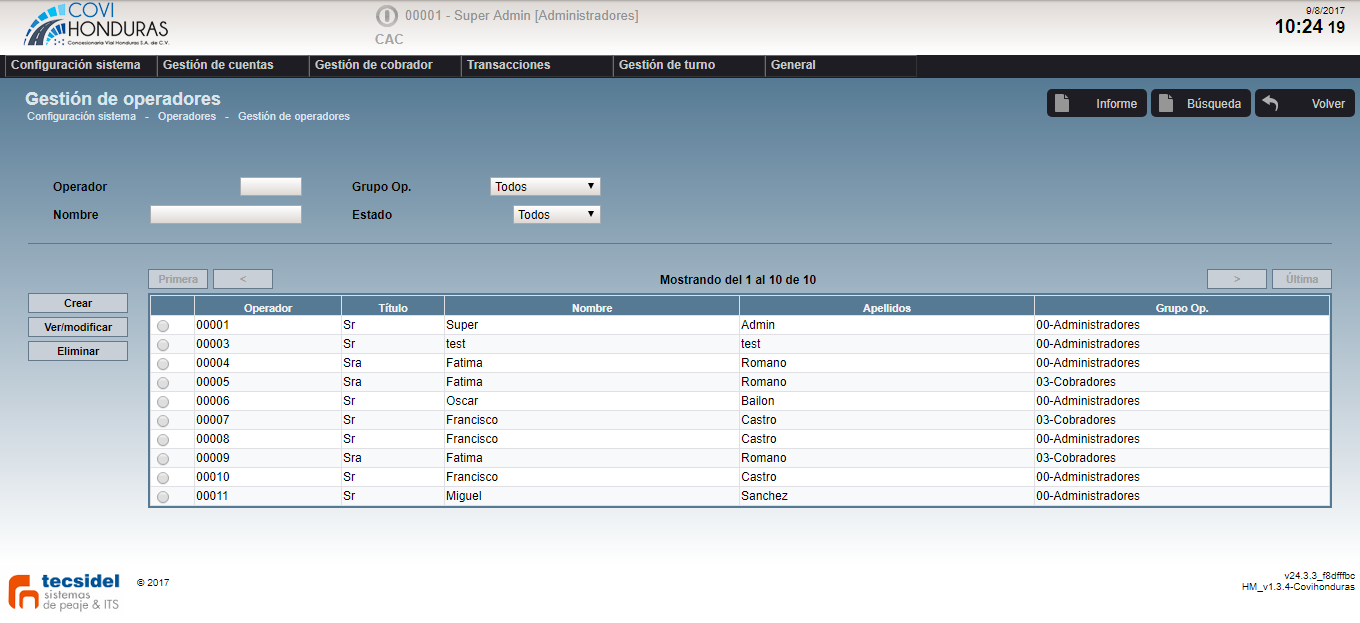 COVI
HONDURAS
Concesionaria Vial Honduras S.A. de C.V.
00001 - Super Admin [Administradores]
CAC
9/8/2017
10:24 19
Configuración sistema Gestión de cuentas Gestión de cobrador Transacciones Gestión de turno General
Gestión de operadores
Configuración sistema - Operadores - Gestión de operadores
Informe Búsqueda Volver
Operador Grupo Op. Todos
Nombre Estado Todos
Primera < Mostrando del 1 al 10 de 10 > Última
Crear
Ver/modificar
Eliminar
Operador Título Nombre Apellidos Grupo Op.
00001 Sr Super Admin 00-Administradores
00003 Sr test test 00-Administradores
00004 Sra Fatima Romano 00-Administradores
00005 Sra Fatima Romano 03-Cobradores
00006 Sr Oscar Bailon 00-Administradores
00007 Sr Francisco Castro 03-Cobradores
00008 Sr Francisco Castro 00-Administradores
00009 Sra Fatima Romano 03-Cobradores
00010 Sr Francisco Castro 00-Administradores
00011 Sr Miguel Sanchez 00-Administradores
tecsidel
sistemas
de peaje & ITS
© 2017
v24.3.3_f8dfffbc
HM_v1.3.4-Covihonduras